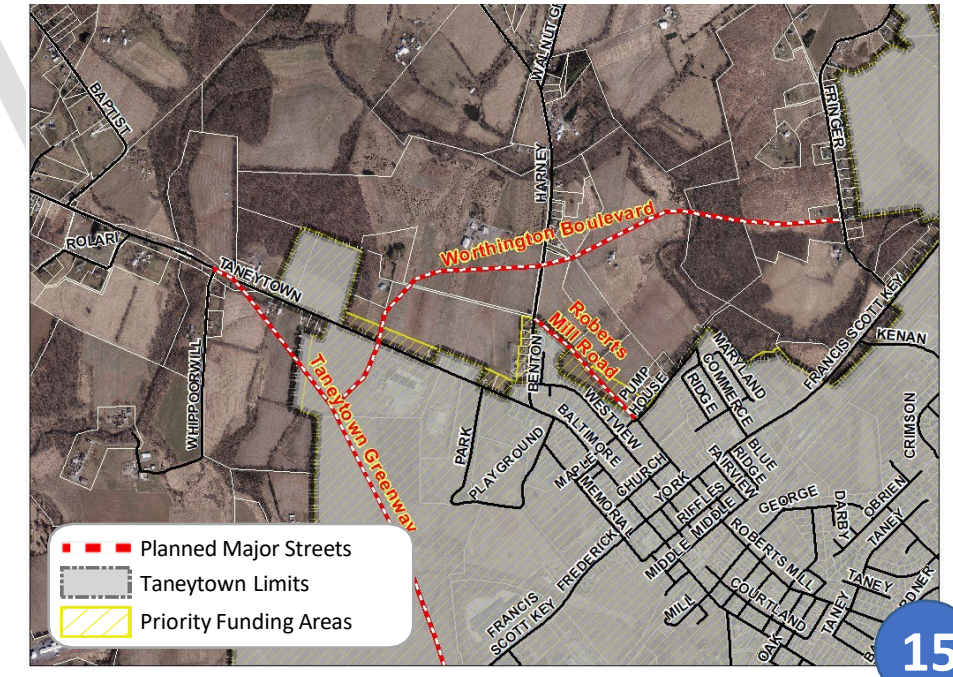 WALNUT G
BAPTIST
FRINGER
HARNEY
Worthington Boulevard
ROLARK
TANEYTOWN
FRANCIS SCOTT KEY
KENAN
Roberts
Mill Road
BENTON
MARYLAND
COMMERCE
RIDGE
PUMP
HOUSE
WESTVIEW
WHIPPOORWILL
Taneytown Greenway
CRIMSON
PARK
PLAYGROUND
BALTIMORE
MAPLE
MEMORIAL
CHURCH
YORK
RIFFLES
FAIRVIEW
BLUE
RIDGE
GEORGE
DARBY
OBRIEN
TANEY
MIDDLE
MIDDLE
ROBERTS MILL
FREDERICK
FRANCIS
SCOTT KEY
MILL
COURTLAND
OAK
TANEY
TANEY
RDNER
BA
Planned Major Streets
Taneytown Limits
Priority Funding Areas
15